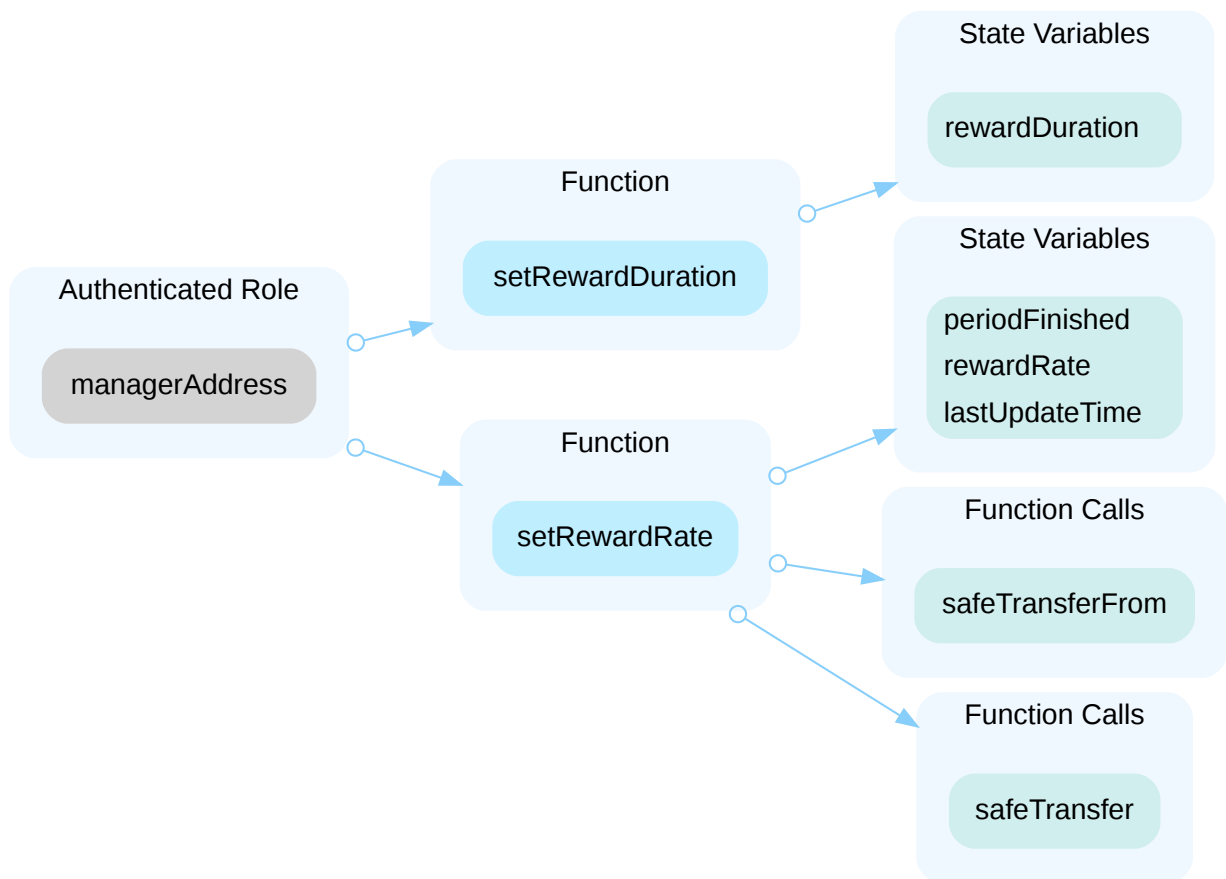 Authenticated Role
managerAddress
Function
setRewardDuration
Function
setRewardRate
State Variables
rewardDuration
State Variables
periodFinished
rewardRate
lastUpdateTime
Function Calls
safeTransferFrom
Function Calls
safeTransfer